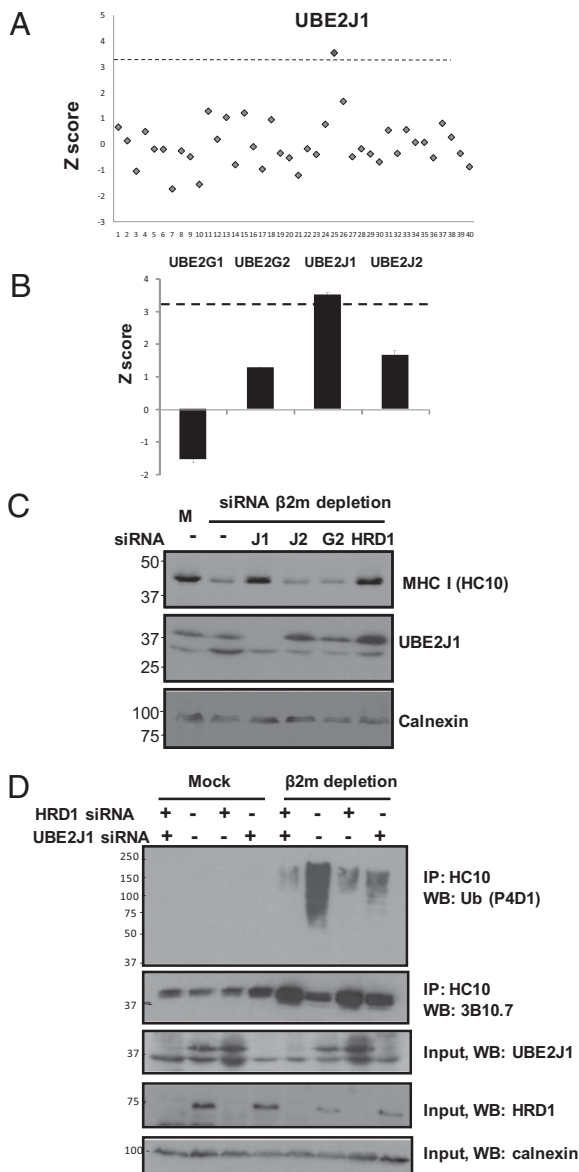 A
UBE2J1
5
4
3
2
1
0
-1
-2
-3
Z score
1 2 3 4 5 6 7 8 9 10 11 12 13 14 15 16 17 18 19 20 21 22 23 24 25 26 27 28 29 30 31 32 33 34 35 36 37 38 39 40
B
UBE2G1 UBE2G2 UBE2J1 UBE2J2
4
3
2
1
0
-1
-2
Z score
C
siRNA β2m depletion
M
siRNA - - J1 J2 G2 HRD1
50
37
MHC I (HC10)
37
25
UBE2J1
100
75
Calnexin
D
Mock β2m depletion
HRD1 siRNA + - + - + - + -
UBE2J1 siRNA + - - + + - - +
250
150
100
75
50
37
IP: HC10
WB: Ub (P4D1)
37
IP: HC10
WB: 3B10.7
37
Input, WB: UBE2J1
75
Input, WB: HRD1
100
Input, WB: calnexin